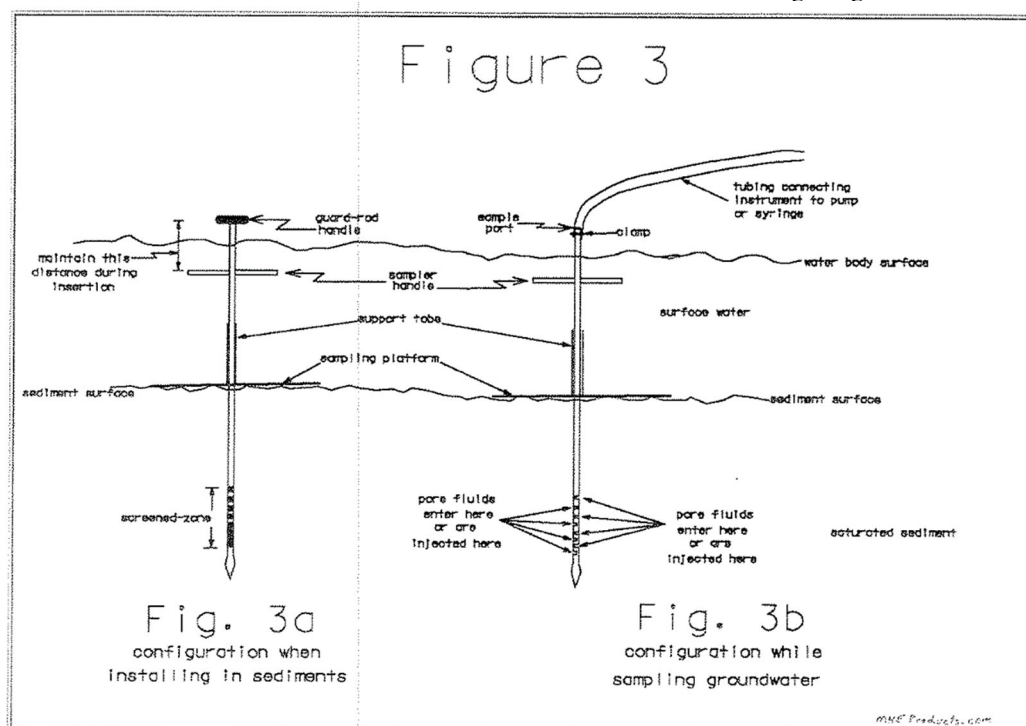 Figure 3
guard-rod
handle
maintain this
distance during
insertion
sampler
handle
sample
port
clamp
tubing connecting
instrument to pump
or syringe
water body surface
surface water
support tube
sampling platform
sediment surface
sediment surface
screened-zone
pore fluids
enter here
or are
injected here
pore fluids
enter here
or are
injected here
saturated sediment
Fig. 3a
configuration when
installing in sediments
Fig. 3b
configuration while
sampling groundwater
MHE Products.com